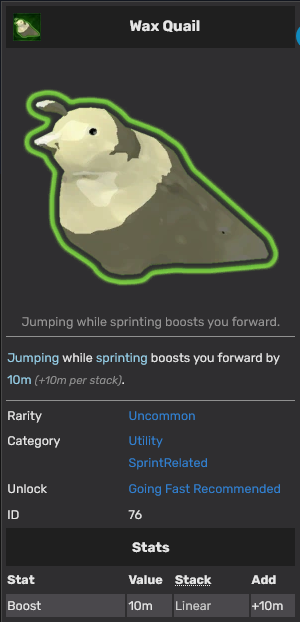 Wax Quail
Jumping while sprinting boosts you forward.
Jumping while sprinting boosts you forward by
10m (+10m per stack).
Rarity Uncommon
Category Utility
SprintRelated
Unlock Going Fast Recommended
ID 76
Stats
Stat Value Stack Add
Boost 10m Linear +10m